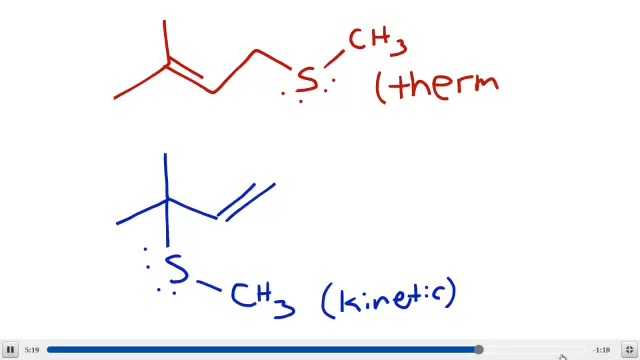 CH3
S
(therm
S
CH3 (kinetic)
5:19
-1:18